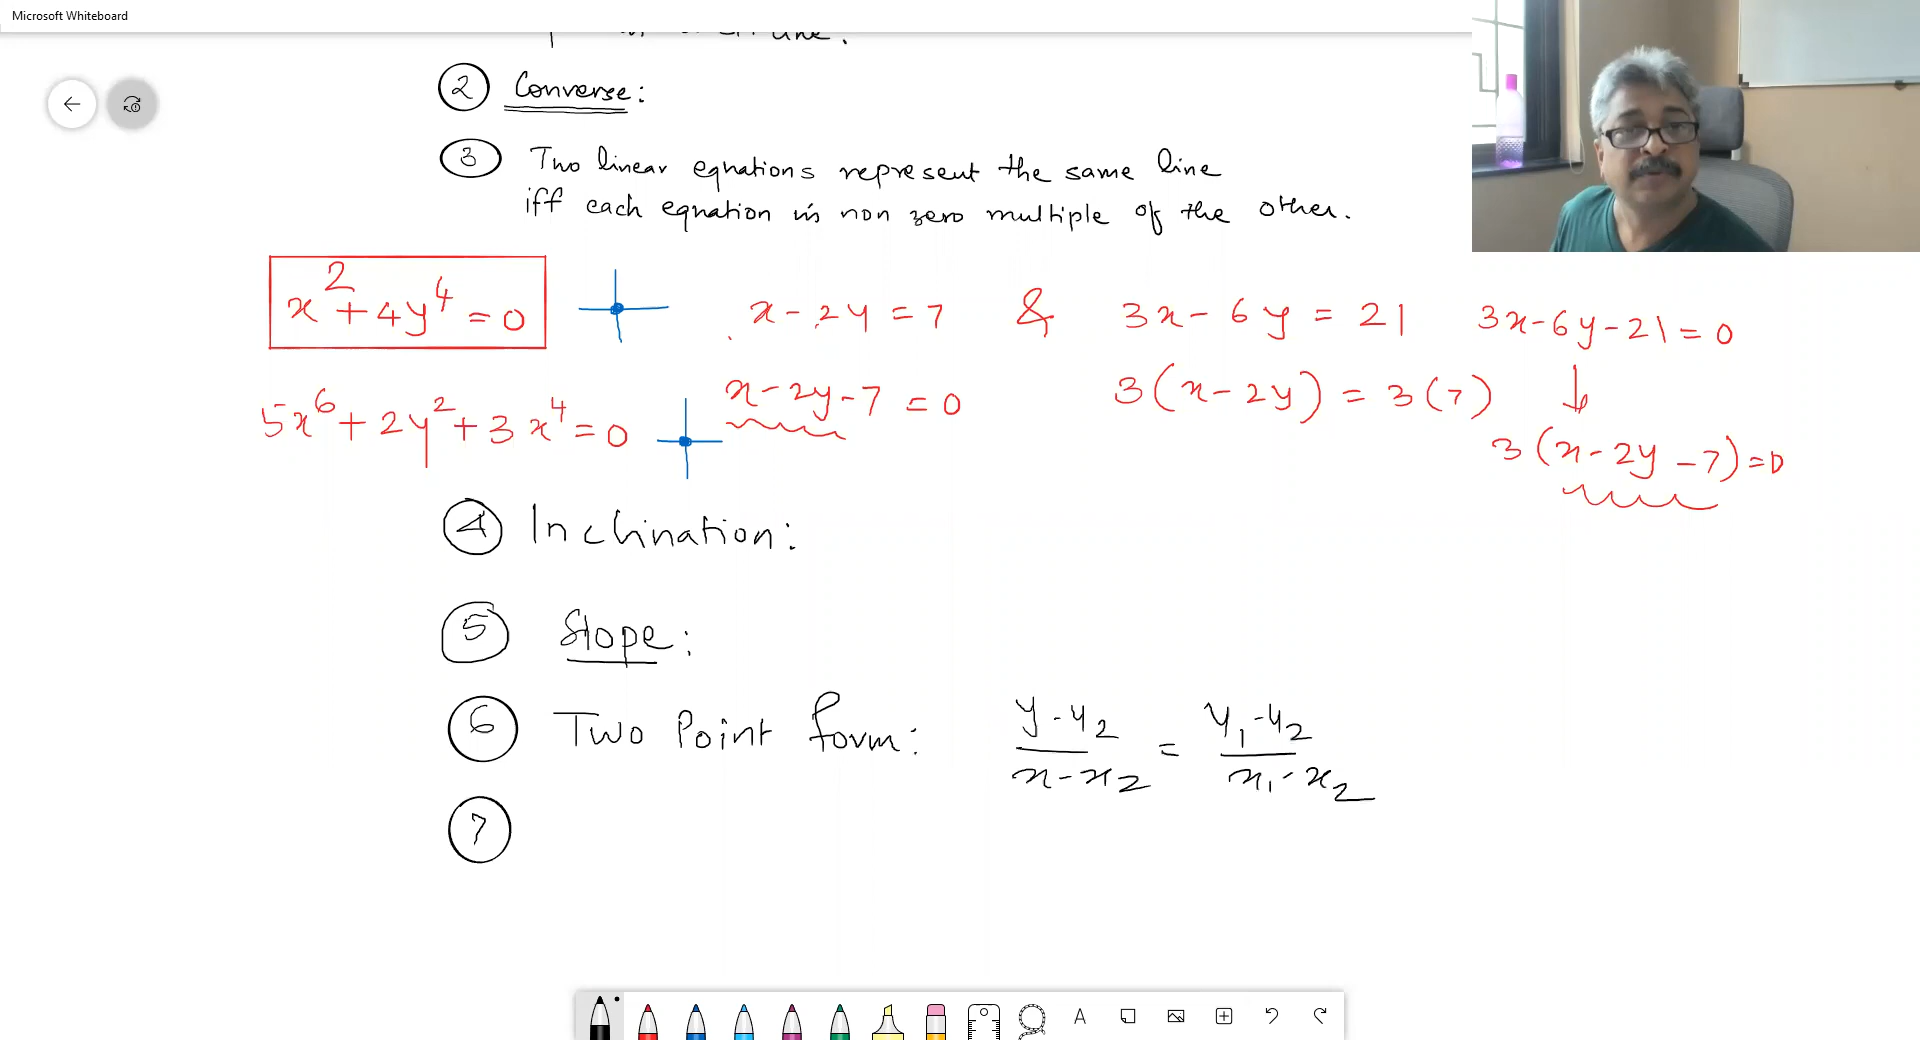 Microsoft Whiteboard
line.
② Converse:
③ Two linear equations represent the same line
iff each equation is non zero multiple of the other.
x² + 4y⁴ = 0
x - 2y = 7 & 3x - 6y = 21
3x - 6y - 21 = 0
5x⁶ + 2y² + 3x⁴ = 0
x - 2y - 7 = 0
3(x - 2y) = 3(7)
↓
3(x - 2y - 7) = 0
④ Inclination:
⑤ Slope:
⑥ Two Point form: (y - y₂)/(x - x₂) = (y₁ - y₂)/(x₁ - x₂)
⑦
A